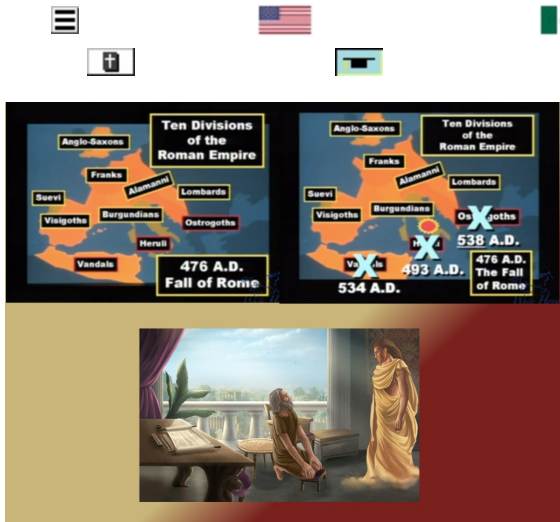 Ten Divisions
of the
Roman Empire
Anglo-Saxons
Franks
Alamanni
Lombards
Suevi
Burgundians
Visigoths
Ostrogoths
Heruli
Vandals
476 A.D.
Fall of Rome
Ten Divisions
of the
Roman Empire
Anglo-Saxons
Franks
Alamanni
Lombards
Suevi
Burgundians
Visigoths
X
538 A.D.
X
493 A.D.
X
534 A.D.
476 A.D.
The Fall
of Rome